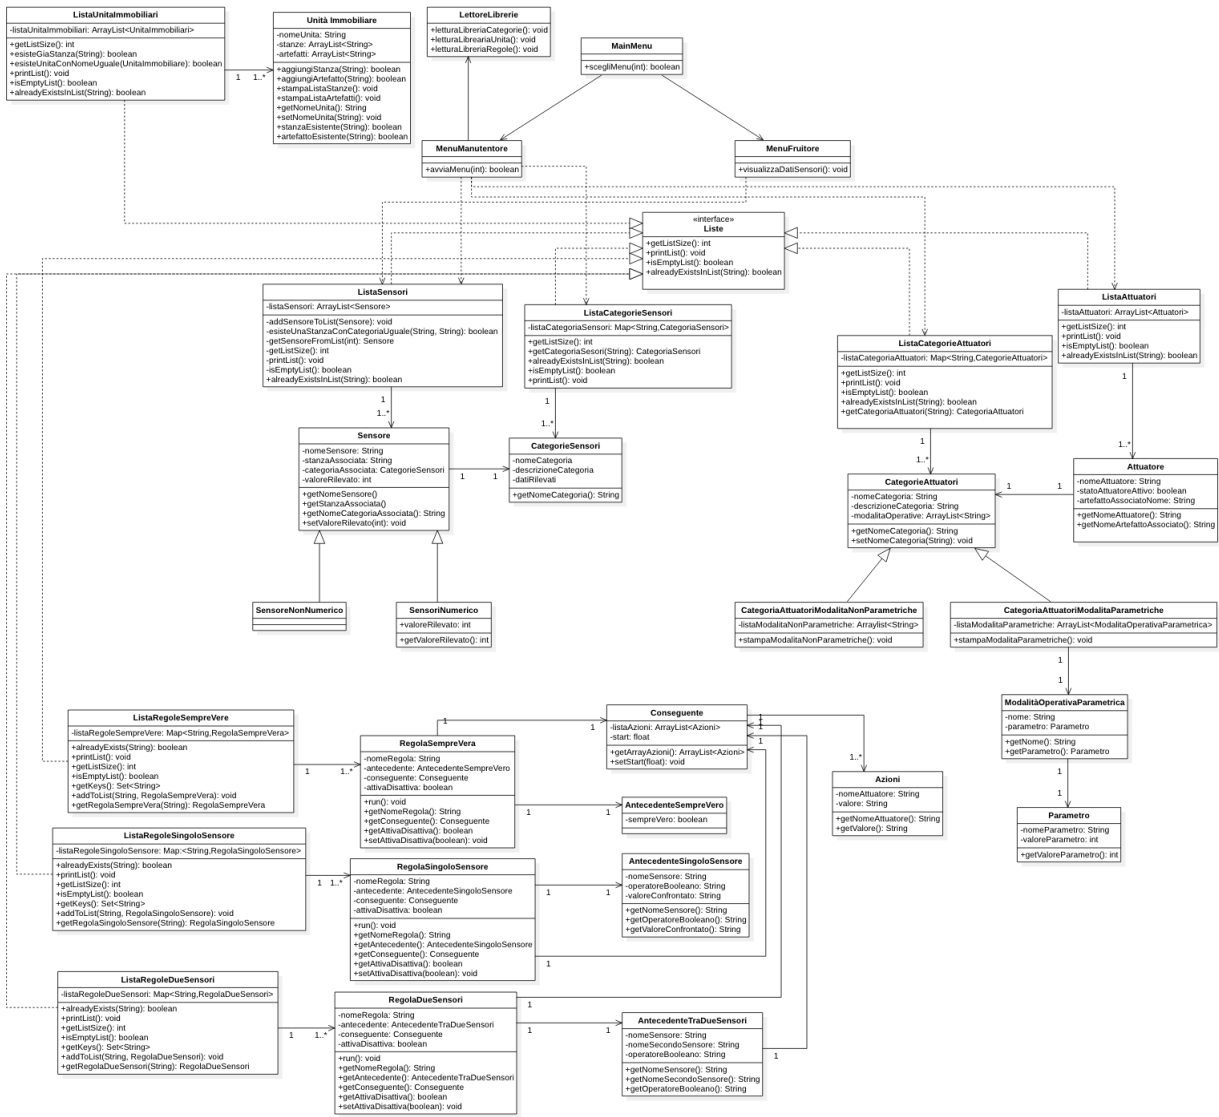 ListaUnitaImmobiliari
-listaUnitaImmobiliari: ArrayList<UnitaImmobiliari>
+getListSize(): int
+esisteGiaStanza(String): boolean
+esisteUnitaConNomeUguale(UnitaImmobiliare): boolean
+printList(): void
+isEmptyList(): boolean
+alreadyExistsInList(String): boolean
1
1..*
Unità Immobiliare
-nomeUnita: String
-stanze: ArrayList<String>
-artefatti: ArrayList<String>
+aggiungiStanza(String): boolean
+aggiungiArtefatto(String): boolean
+stampaListaStanze(): void
+stampaListaArtefatti(): void
+getNomeUnita(): String
+setNomeUnita(String): void
+stanzaEsistente(String): boolean
+artefattoEsistente(String): boolean
LettoreLibrerie
+letturaLibreriaCategorie(): void
+letturaLibreariaUnita(): void
+letturaLibreriaRegole(): void
MainMenu
+scegliMenu(int): boolean
MenuManutentore
+avviaMenu(int): boolean
MenuFruitore
+visualizzaDatiSensori(): void
«interface»
Liste
+getListSize(): int
+printList(): void
+isEmptyList(): boolean
+alreadyExistsInList(String): boolean
ListaSensori
-listaSensori: ArrayList<Sensore>
-addSensoreToList(Sensore): void
-esisteUnaStanzaConCategoriaUguale(String, String): boolean
-getSensoreFromList(int): Sensore
-getListSize(): int
-printList(): void
-isEmptyList(): boolean
+alreadyExistsInList(String): boolean
1
1..*
ListaCategorieSensori
-listaCategoriaSensori: Map<String,CategoriaSensori>
+getListSize(): int
+getCategoriaSesori(String): CategoriaSensori
+alreadyExistsInList(String): boolean
+isEmptyList(): boolean
+printList(): void
1
1..*
ListaCategorieAttuatori
-listaCategoriaAttuatori: Map<String,CategorieAttuatori>
+getListSize(): int
+printList(): void
+isEmptyList(): boolean
+alreadyExistsInList(String): boolean
+getCategoriaAttuatori(String): CategoriaAttuatori
1
1..*
ListaAttuatori
-listaAttuatori: ArrayList<Attuatori>
+getListSize(): int
+printList(): void
+isEmptyList(): boolean
+alreadyExistsInList(String): boolean
1
1..*
Sensore
-nomeSensore: String
-stanzaAssociata: String
-categoriaAssociata: CategorieSensori
-valoreRilevato: int
+getNomeSensore()
+getStanzaAssociata()
+getNomeCategoriaAssociata(): String
+setValoreRilevato(int): void
1
1
CategorieSensori
-nomeCategoria
-descrizioneCategoria
-datiRilevati
+getNomeCategoria(): String
CategorieAttuatori
-nomeCategoria: String
-descrizioneCategoria: String
-modalitaOperative: ArrayList<String>
+getNomeCategoria(): String
+setNomeCategoria(String): void
1
1
Attuatore
-nomeAttuatore: String
-statoAttuatoreAttivo: boolean
-artefattoAssociatoNome: String
+getNomeAttuatore(): String
+getNomeArtefattoAssociato(): String
SensoreNonNumerico
SensoriNumerico
+valoreRilevato: int
+getValoreRilevato(): int
CategoriaAttuatoriModalitaNonParametriche
-listaModalitaNonParametriche: Arraylist<String>
+stampaModalitaNonParametriche(): void
CategoriaAttuatoriModalitaParametriche
-listaModalitaParametriche: ArrayList<ModalitaOperativaParametrica>
+stampaModalitaParametriche(): void
1
1
ModalitàOperativaParametrica
-nome: String
-parametro: Parametro
+getNome(): String
+getParametro(): Parametro
1
1
Parametro
-nomeParametro: String
-valoreParametro: int
+getValoreParametro(): int
ListaRegoleSempreVere
-listaRegoleSempreVere: Map<String,RegolaSempreVera>
+alreadyExists(String): boolean
+printList(): void
+getListSize(): int
+isEmptyList(): boolean
+getKeys(): Set<String>
+addToList(String, RegolaSempreVera): void
+getRegolaSempreVera(String): RegolaSempreVera
1
1..*
RegolaSempreVera
-nomeRegola: String
-antecedente: AntecedenteSempreVero
-conseguente: Conseguente
-attivaDisattiva: boolean
+run(): void
+getNomeRegola(): String
+getConseguente(): Conseguente
+getAttivaDisattiva(): boolean
+setAttivaDisattiva(boolean): void
1
1
1
Conseguente
-listaAzioni: ArrayList<Azioni>
-start: float
+getArrayAzioni(): ArrayList<Azioni>
+setStart(float): void
1
1
1
1
1
1..*
Azioni
-nomeAttuatore: String
-valore: String
+getNomeAttuatore(): String
+getValore(): String
AntecedenteSempreVero
-sempreVero: boolean
ListaRegoleSingoloSensore
-listaRegoleSingoloSensore: Map:<String,RegolaSingoloSensore>
+alreadyExists(String): boolean
+printList(): void
+getListSize(): int
+isEmptyList(): boolean
+getKeys(): Set<String>
+addToList(String, RegolaSingoloSensore): void
+getRegolaSingoloSensore(String): RegolaSingoloSensore
1
1..*
RegolaSingoloSensore
-nomeRegola: String
-antecedente: AntecedenteSingoloSensore
-conseguente: Conseguente
-attivaDisattiva: boolean
+run(): void
+getNomeRegola(): String
+getAntecedente(): AntecedenteSingoloSensore
+getConseguente(): Conseguente
+getAttivaDisattiva(): boolean
+setAttivaDisattiva(boolean): void
1
1
1
AntecedenteSingoloSensore
-nomeSensore: String
-operatoreBooleano: String
-valoreConfrontato: String
+getNomeSensore(): String
+getOperatoreBooleano(): String
+getValoreConfrontato(): String
ListaRegoleDueSensori
-listaRegoleDueSensori: Map<String,RegolaDueSensori>
+alreadyExists(String): boolean
+printList(): void
+getListSize(): int
+isEmptyList(): boolean
+getKeys(): Set<String>
+addToList(String, RegolaDueSensori): void
+getRegolaDueSensori(String): RegolaDueSensori
1
1..*
RegolaDueSensori
-nomeRegola: String
-antecedente: AntecedenteTraDueSensori
-conseguente: Conseguente
-attivaDisattiva: boolean
+run(): void
+getNomeRegola(): String
+getAntecedente(): AntecedenteTraDueSensori
+getConseguente(): Conseguente
+getAttivaDisattiva(): boolean
+setAttivaDisattiva(boolean): void
1
1
1
AntecedenteTraDueSensori
-nomeSensore: String
-nomeSecondoSensore: String
-operatoreBooleano: String
+getNomeSensore(): String
+getNomeSecondoSensore(): String
+getOperatoreBooleano(): String
1